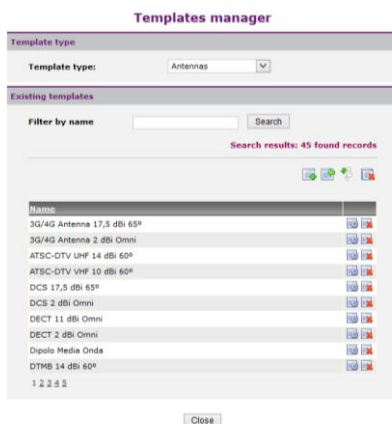 Templates manager
Template type
Template type: Antennas
Existing templates
Filter by name Search
Search results: 45 found records
Name
3G/4G Antenna 17,5 dBi 65º
3G/4G Antenna 2 dBi Omni
ATSC-DTV UHF 14 dBi 60º
ATSC-DTV VHF 10 dBi 60º
DCS 17,5 dBi 65º
DCS 2 dBi Omni
DECT 11 dBi Omni
DECT 2 dBi Omni
Dipolo Media Onda
DTMB 14 dBi 60º
1 2 3 4 5
Close